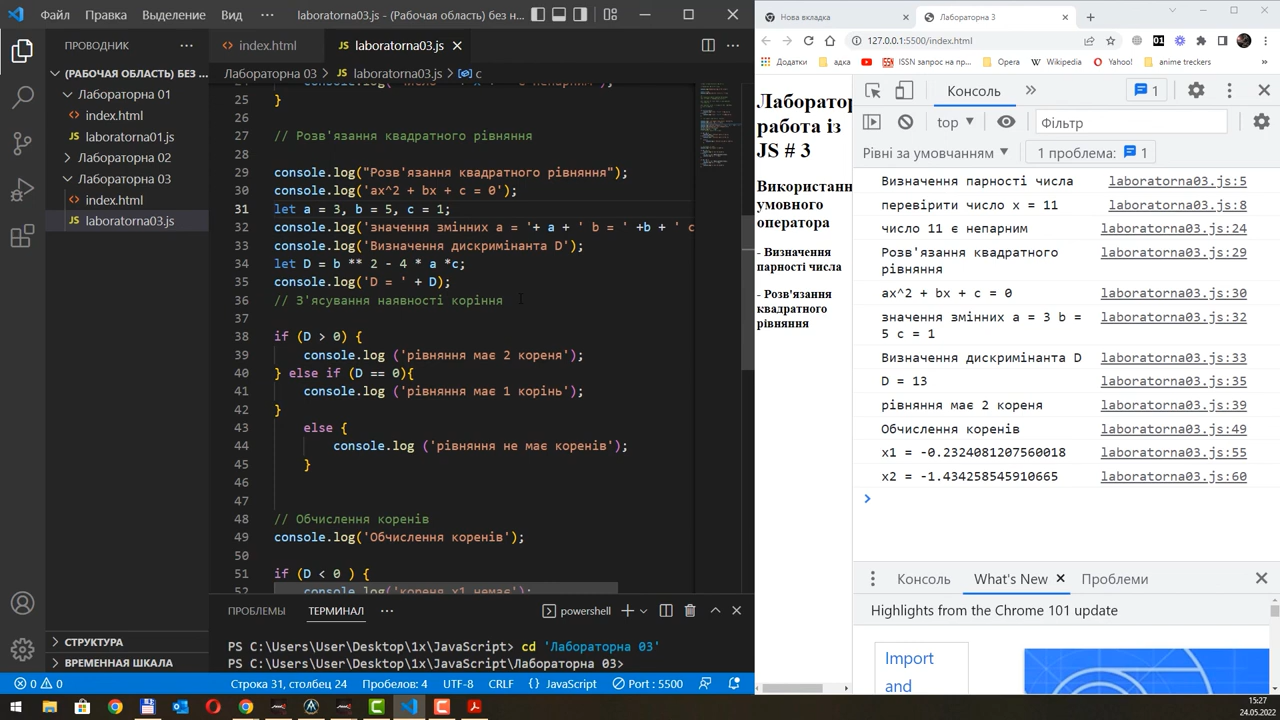 Файл Правка Выделение Вид ··· laboratorna03.js - (Рабочая область) без н...
ПРОВОДНИК ···
(РАБОЧАЯ ОБЛАСТЬ) БЕЗ ...
Лабораторна 01
index.html
laboratorna01.js
Лабораторна 02
Лабораторна 03
index.html
laboratorna03.js
СТРУКТУРА
ВРЕМЕННАЯ ШКАЛА
index.html
JS laboratorna03.js
Лабораторна 03 > JS laboratorna03.js > c
25 }
26
27 Розв'язання квадратного рівняння
28
29 console.log("Розв'язання квадратного рівняння");
30 console.log('ax^2 + bx + c = 0');
31 let a = 3, b = 5, c = 1;
32 console.log('значення змінних a = '+ a + ' b = ' +b + ' c
33 console.log('Визначення дискримінанта D');
34 let D = b ** 2 - 4 * a *c;
35 console.log('D = ' + D);
36 // З'ясування наявності коріння
37
38 if (D > 0) {
39 console.log ('рівняння має 2 кореня');
40 } else if (D == 0){
41 console.log ('рівняння має 1 корінь');
42 }
43 else {
44 console.log ('рівняння не має коренів');
45 }
46
47
48 // Обчислення коренів
49 console.log('Обчислення коренів');
50
51 if (D < 0 ) {
52 console.log('кореня x1 немає');
ПРОБЛЕМЫ ТЕРМИНАЛ ··· powershell
PS C:\Users\User\Desktop\1x\JavaScript> cd 'Лабораторна 03'
PS C:\Users\User\Desktop\1x\JavaScript\Лабораторна 03>
0 0 Строка 31, столбец 24 Пробелов: 4 UTF-8 CRLF {} JavaScript Port : 5500
Нова вкладка
Лабораторна 3
127.0.0.1:5500/index.html
Додатки адка ISSN запрос на пр... Opera Wikipedia Yahoo! anime treckers
Лаборатор
работа із
JS # 3
Використан
умовного
оператора
- Визначення
парності числа
- Розв'язання
квадратного
рівняння
Консоль 1
top Фільтр
Рівні за умовчанням 1 проблема: 1
Визначення парності числа laboratorna03.js:5
перевірити число x = 11 laboratorna03.js:8
число 11 є непарним laboratorna03.js:24
Розв'язання квадратного laboratorna03.js:29
рівняння
ax^2 + bx + c = 0 laboratorna03.js:30
значення змінних a = 3 b = laboratorna03.js:32
5 c = 1
Визначення дискримінанта D laboratorna03.js:33
D = 13 laboratorna03.js:35
рівняння має 2 кореня laboratorna03.js:39
Обчислення коренів laboratorna03.js:49
x1 = -0.2324081207560018 laboratorna03.js:55
x2 = -1.434258545910665 laboratorna03.js:60
Консоль What's New Проблеми
Highlights from the Chrome 101 update
Import
and
15:27
24.05.2022